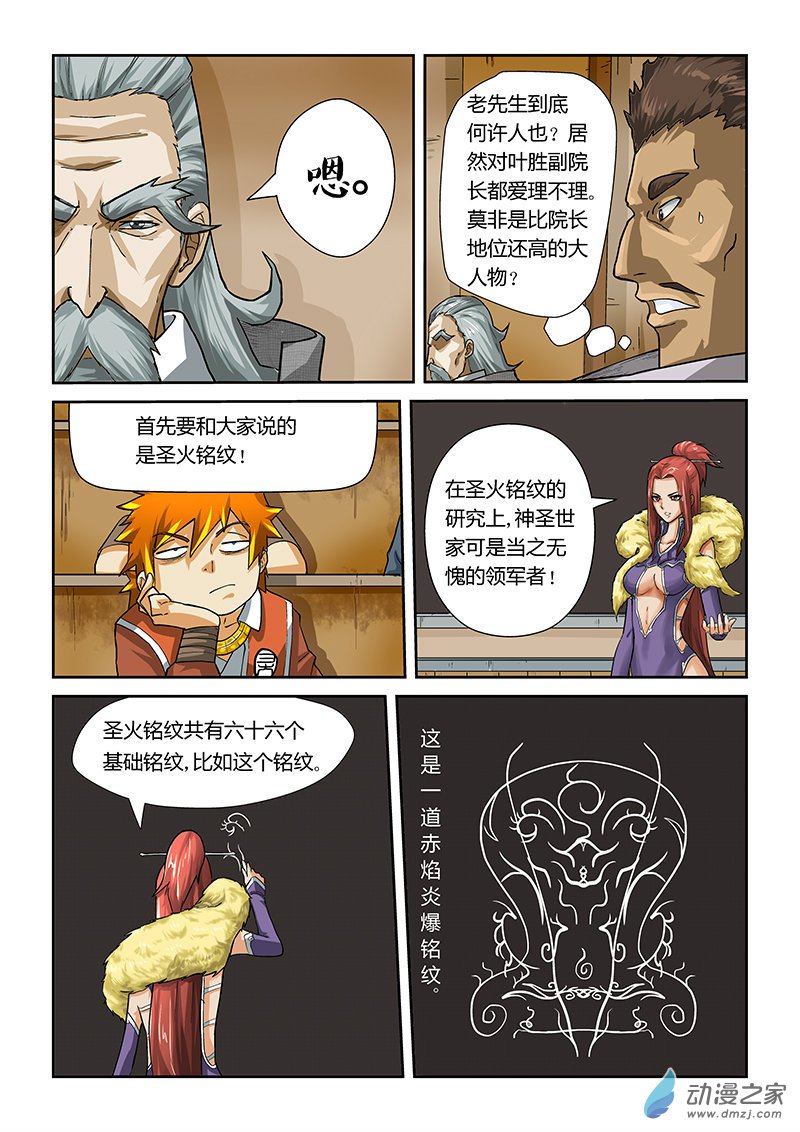 嗯。
老先生到底
何许人也？居
然对叶胜副院
长都爱理不理。
莫非是比院长
地位还高的大
人物？
首先要和大家说的
是圣火铭纹！
在圣火铭纹的
研究上，神圣世
家可是当之无
愧的领军者！
圣火铭纹共有六十六个
基础铭纹，比如这个铭纹。
这是一道赤焰炎爆铭纹。
动漫之家
www.dmzj.com